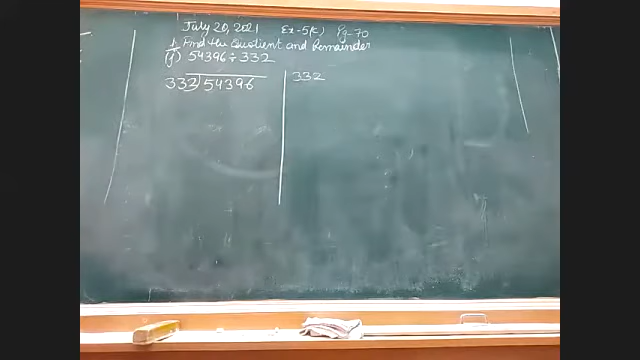 July 20, 2021 Ex-5(c) Pg-70
1. Find the Quotient and Remainder
(j) 54396 ÷ 332
332)54396
332